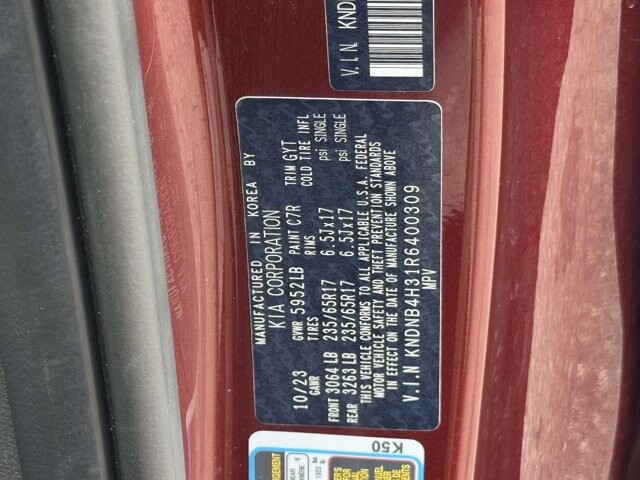 MANUFACTURED IN KOREA BY
KIA CORPORATION
10/23 GVWR 5952LB PAINT C7R TRIM GYT
GAWR TIRES RIMS COLD TIRE INFL
FRONT 3064 LB 235/65R17 6.5Jx17 psi SINGLE
REAR 3263 LB 235/65R17 6.5Jx17 psi SINGLE
THIS VEHICLE CONFORMS TO ALL APPLICABLE U.S.A. FEDERAL
MOTOR VEHICLE SAFETY AND THEFT PREVENTION STANDARDS
IN EFFECT ON THE DATE OF MANUFACTURE SHOWN ABOVE
V.I.N KNDNB4H31R6400309
MPV
V.I.N. KND
K50